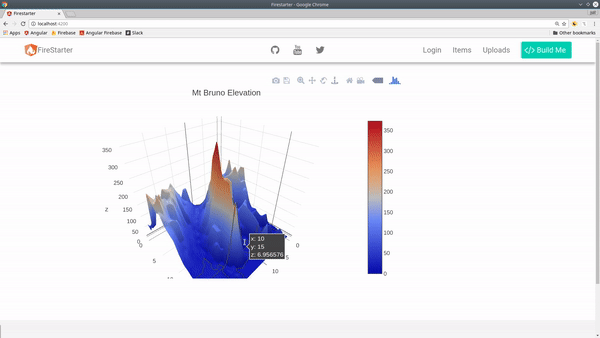 Firestarter - Google Chrome
Firestarter
localhost:4200
Apps Angular Firebase Angular Firebase Slack Other bookmarks
FireStarter Login Items Uploads </> Build Me
Mt Bruno Elevation
350
300
250
200
150
100
50
0
z
0
5
10
0
5
10
x: 10
y: 15
z: 6.956576
350
300
250
200
150
100
50
0